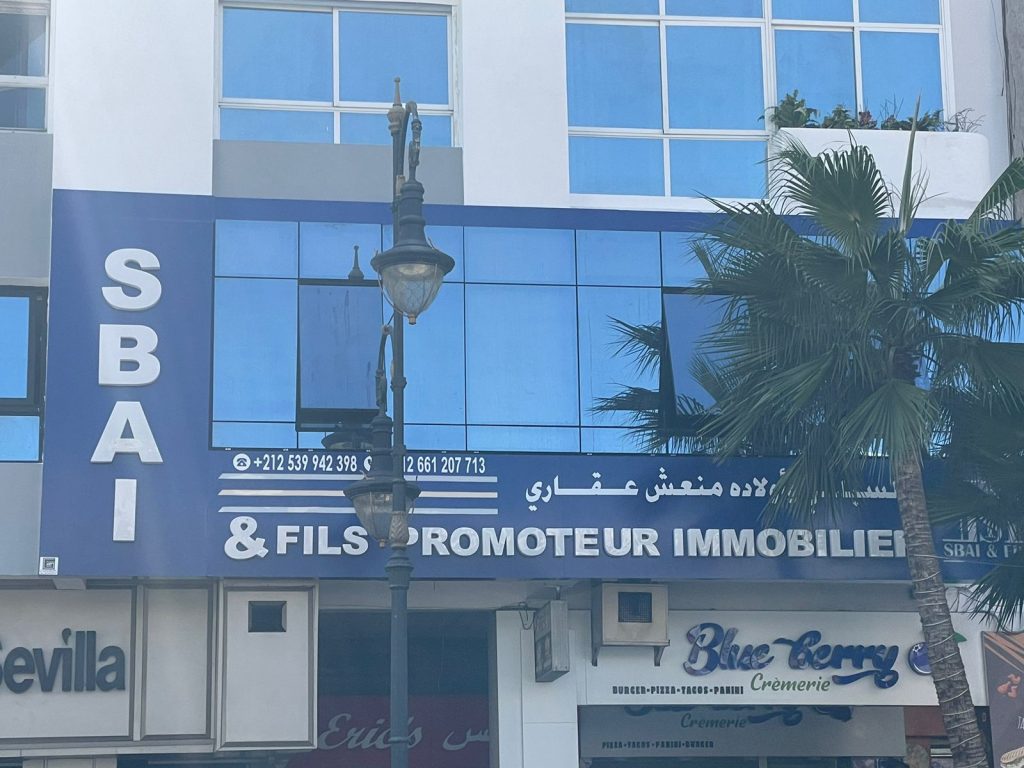 SBAI
+212 539 942 398 12 661 207 713
أولاده منعش عقاري
& FILS PROMOTEUR IMMOBILIER
SBAI &
Sevilla
Blue berry
Crèmerie
BURGER•PIZZA•TACOS•PANINI
Crèmerie
PIZZA•TACOS•PANINI•BURGER
Eric's